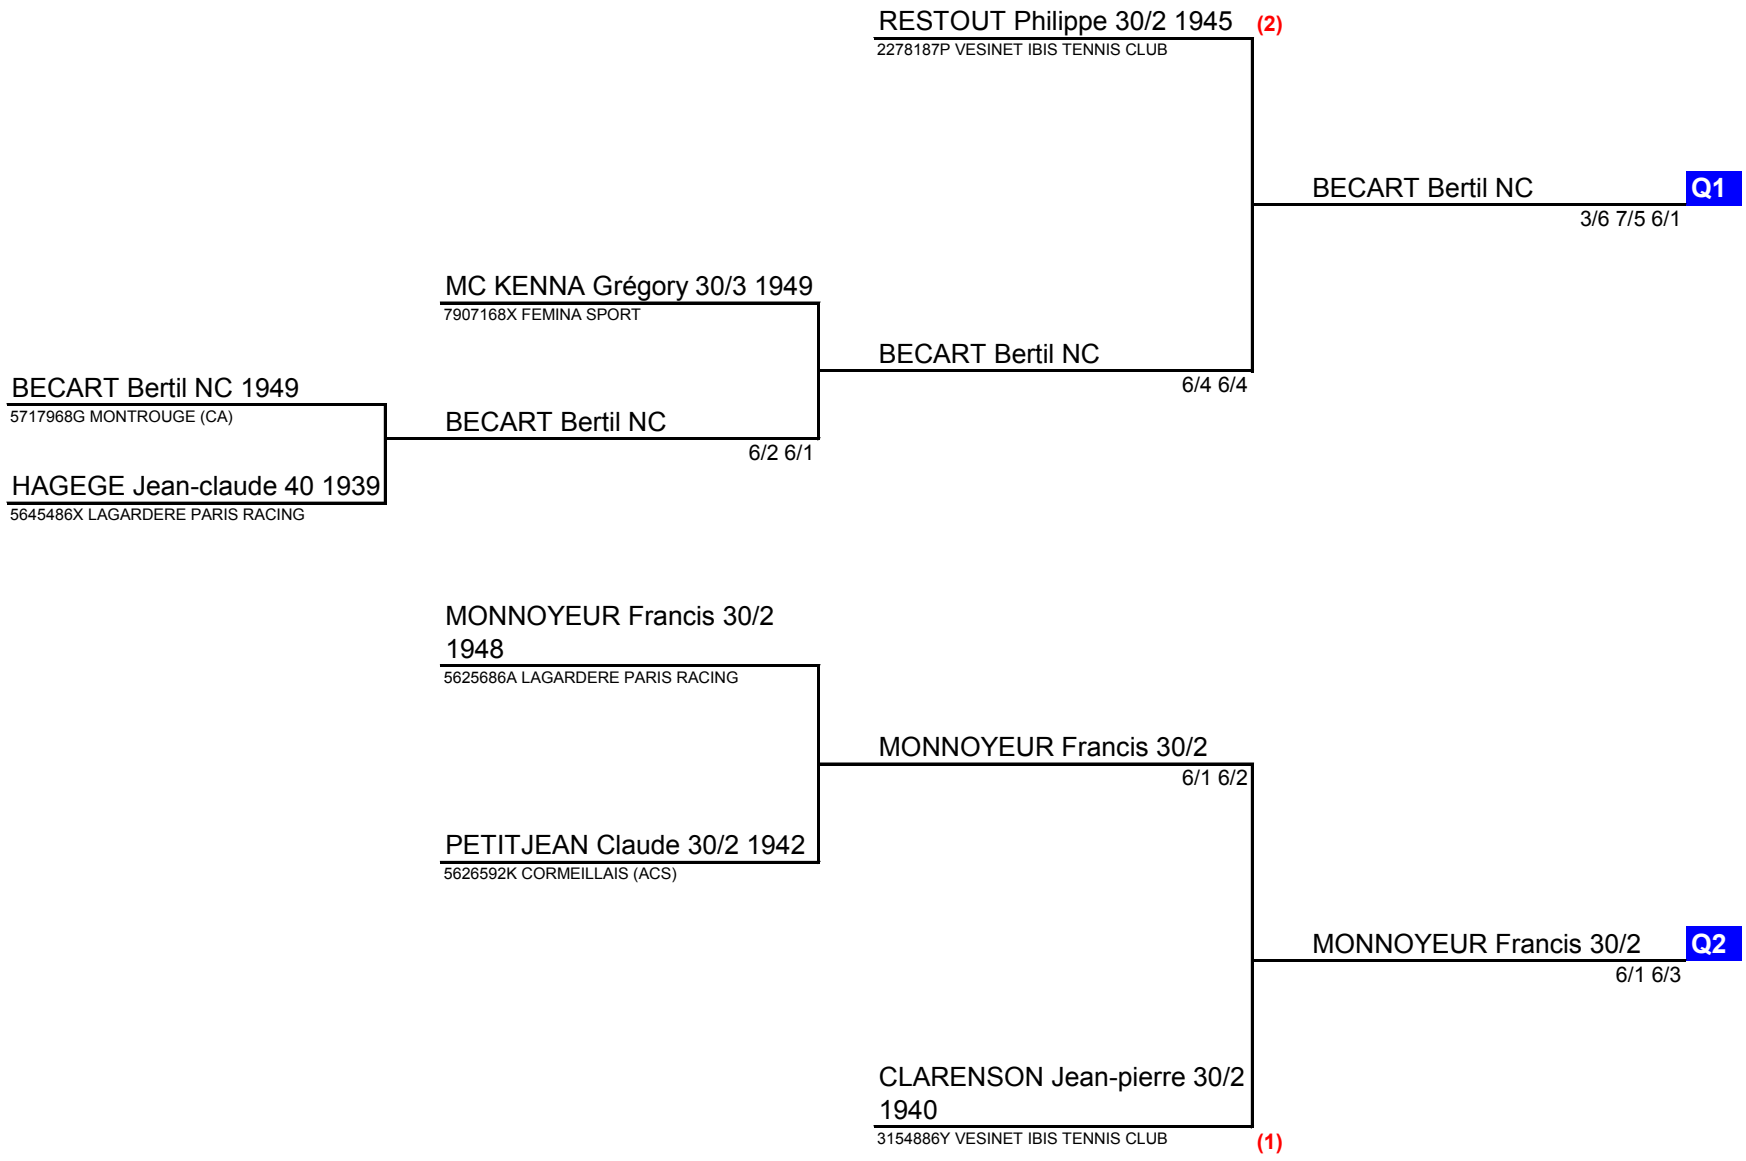 RESTOUT Philippe 30/2 1945 (2)
2278187P VESINET IBIS TENNIS CLUB
BECART Bertil NC Q1
3/6 7/5 6/1
MC KENNA Grégory 30/3 1949
7907168X FEMINA SPORT
BECART Bertil NC
6/4 6/4
BECART Bertil NC 1949
5717968G MONTROUGE (CA)
BECART Bertil NC
6/2 6/1
HAGEGE Jean-claude 40 1939
5645486X LAGARDERE PARIS RACING
MONNOYEUR Francis 30/2
1948
5625686A LAGARDERE PARIS RACING
MONNOYEUR Francis 30/2
6/1 6/2
PETITJEAN Claude 30/2 1942
5626592K CORMEILLAIS (ACS)
MONNOYEUR Francis 30/2 Q2
6/1 6/3
CLARENSON Jean-pierre 30/2
1940
3154886Y VESINET IBIS TENNIS CLUB (1)